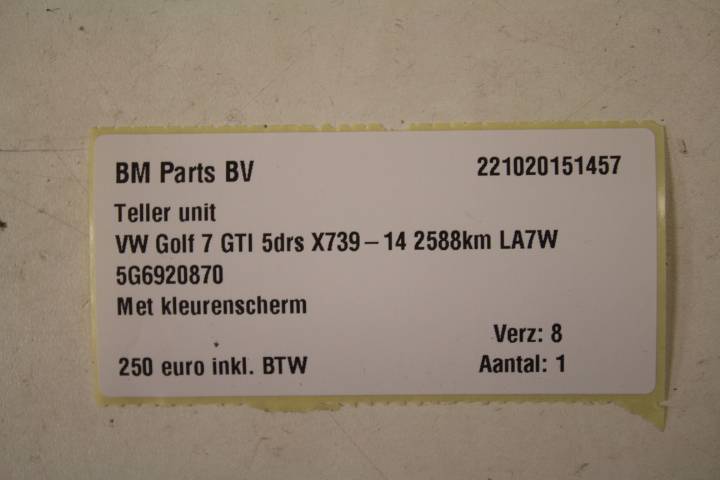 BM Parts BV 221020151457
Teller unit
VW Golf 7 GTI 5drs X739-14 2588km LA7W
5G6920870
Met kleurenscherm
Verz: 8
250 euro inkl. BTW Aantal: 1